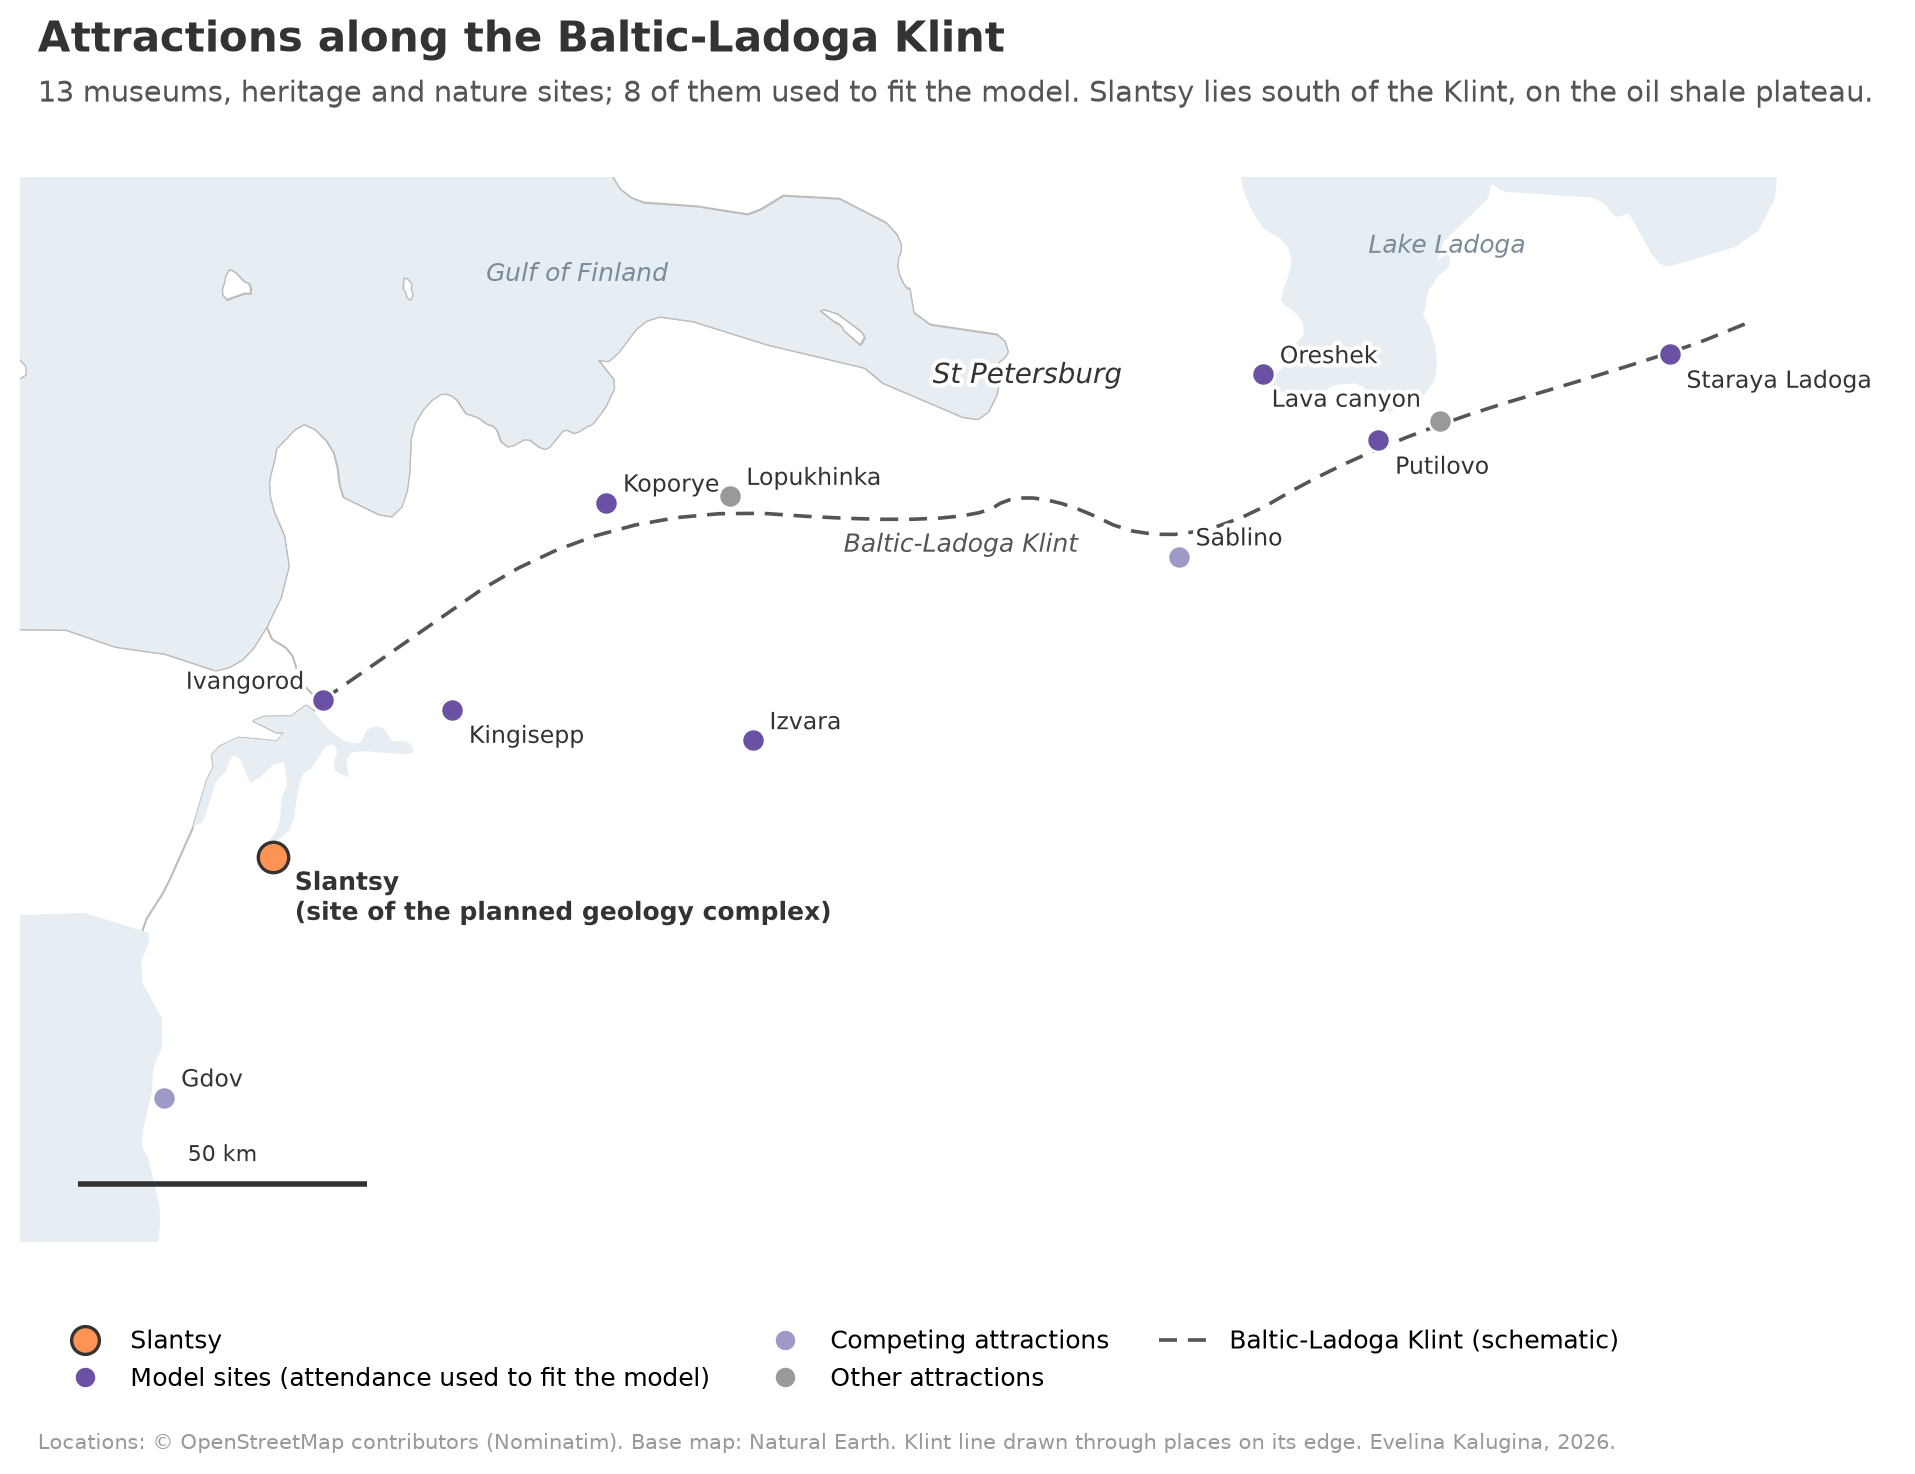 Attractions along the Baltic-Ladoga Klint
13 museums, heritage and nature sites; 8 of them used to fit the model. Slantsy lies south of the Klint, on the oil shale plateau.
Lake Ladoga
Gulf of Finland
Oreshek
St Petersburg
Staraya Ladoga
Lava canyon
Putilovo
Lopukhinka
Koporye
Sablino
Baltic-Ladoga Klint
Ivangorod
Izvara
Kingisepp
Slantsy
(site of the planned geology complex)
Gdov
50 km
Slantsy
Model sites (attendance used to fit the model)
Competing attractions
Other attractions
Baltic-Ladoga Klint (schematic)
Locations: © OpenStreetMap contributors (Nominatim). Base map: Natural Earth. Klint line drawn through places on its edge. Evelina Kalugina, 2026.